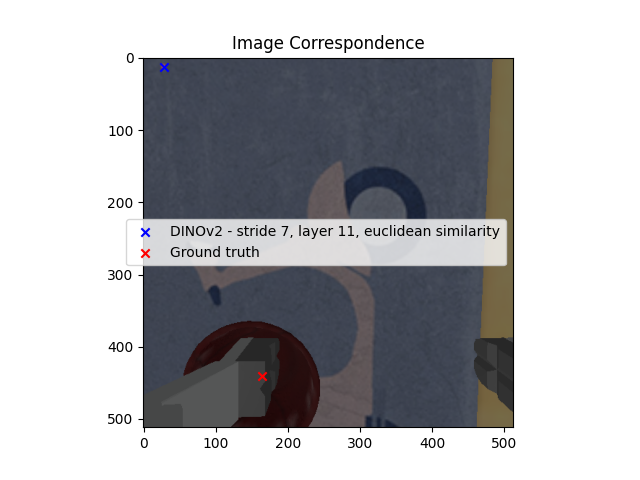 Image Correspondence
0
100
200
300
400
500
DINOv2 - stride 7, layer 11, euclidean similarity
Ground truth
0 100 200 300 400 500